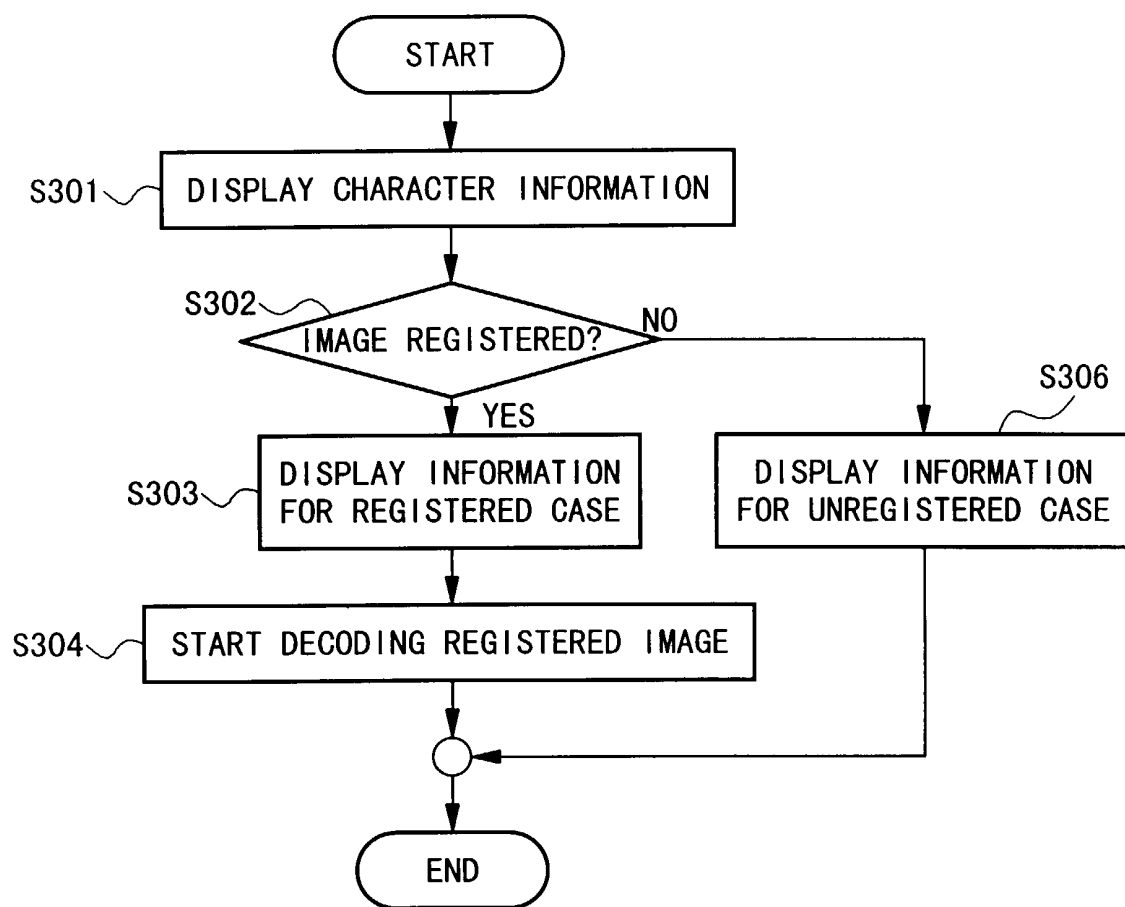 START
S301
DISPLAY CHARACTER INFORMATION
S302
IMAGE REGISTERED?
NO
YES
S306
S303
DISPLAY INFORMATION
FOR REGISTERED CASE
DISPLAY INFORMATION
FOR UNREGISTERED CASE
S304
START DECODING REGISTERED IMAGE
END